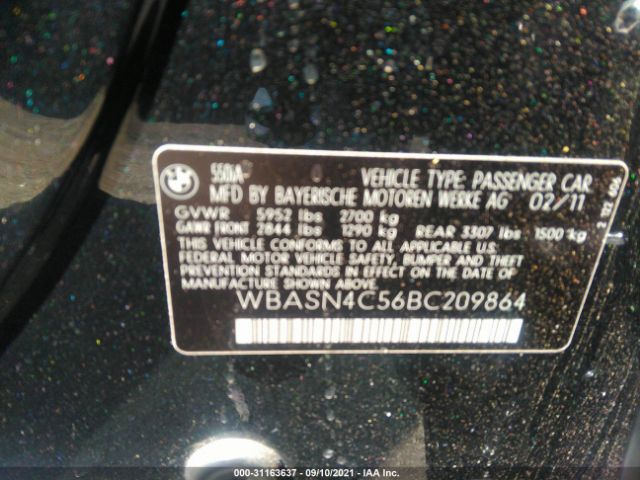 BMW
550iA
VEHICLE TYPE: PASSENGER CAR
MFD BY BAYERISCHE MOTOREN WERKE AG 02/11
GVWR 5952 lbs 2700 kg
GAWR FRONT 2844 lbs 1290 kg REAR 3307 lbs 1500 kg
THIS VEHICLE CONFORMS TO ALL APPLICABLE U.S.
FEDERAL MOTOR VEHICLE SAFETY, BUMPER AND THEFT
PREVENTION STANDARDS IN EFFECT ON THE DATE OF
MANUFACTURE SHOWN ABOVE
WBASN4C56BC209864
000-31163637 - 09/10/2021 - IAA Inc.